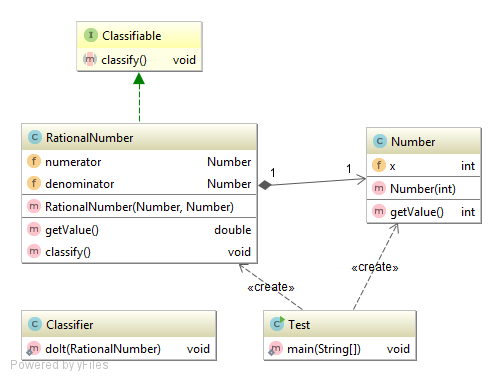 I Classifiable
m classify() void
C RationalNumber
f numerator Number
f denominator Number
m RationalNumber(Number, Number)
m getValue() double
m classify() void
1 1
C Number
f x int
m Number(int)
m getValue() int
«create» «create»
C Classifier
m doIt(RationalNumber) void
C Test
m main(String[]) void
Powered by yFiles